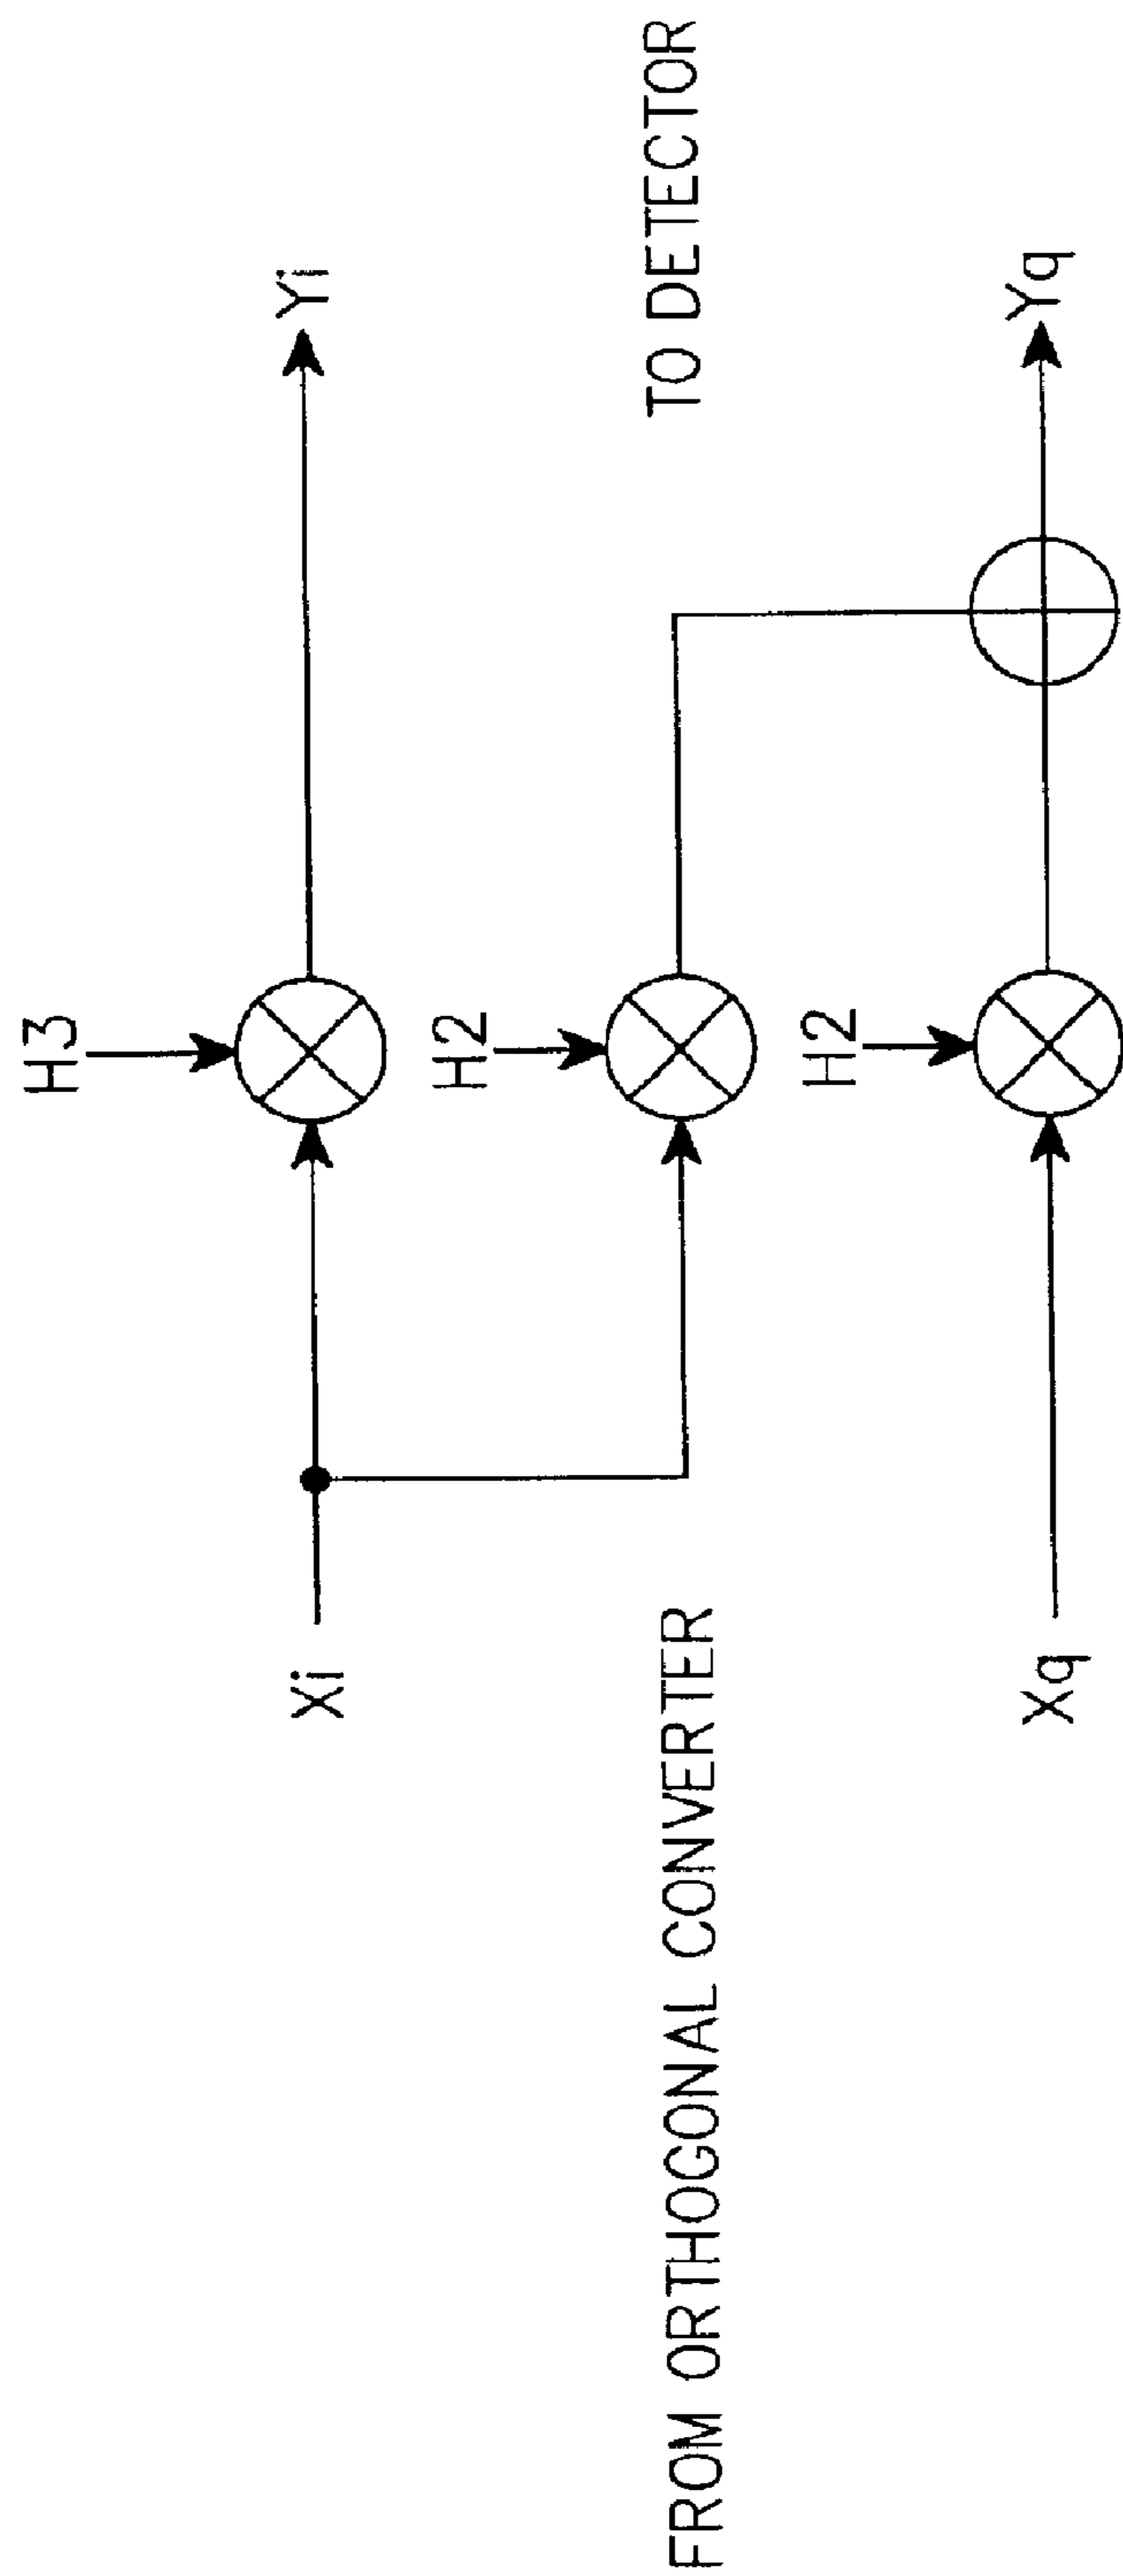 H3
Xi
Yi
H2
FROM ORTHOGONAL CONVERTER
TO DETECTOR
H2
Xq
Yq